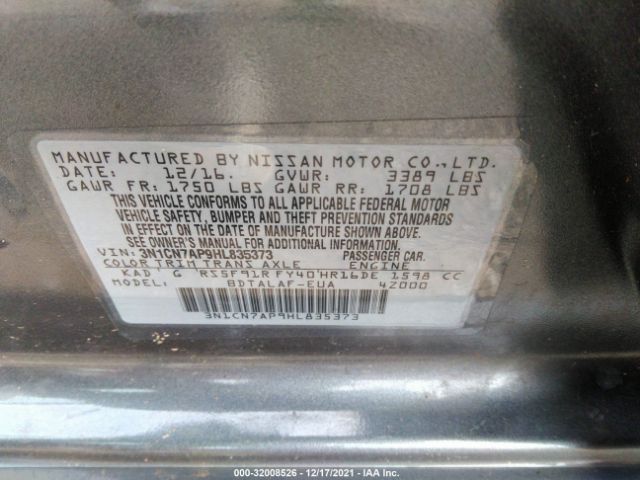 MANUFACTURED BY NISSAN MOTOR CO.,LTD.
DATE: 12/16. GVWR: 3389 LBS
GAWR FR: 1750 LBS GAWR RR: 1708 LBS
THIS VEHICLE CONFORMS TO ALL APPLICABLE FEDERAL MOTOR
VEHICLE SAFETY, BUMPER AND THEFT PREVENTION STANDARDS
IN EFFECT ON THE DATE OF MANUFACTURE SHOWN ABOVE.
SEE OWNER'S MANUAL FOR ADDITIONAL INFORMATION
VIN: 3N1CN7AP9HL835373 PASSENGER CAR.
COLOR TRIM TRANS AXLE ENGINE
KAD G RS5F91R FY40 HR16DE 1598 CC
MODEL: BDTALAF-EUA 4Z000
3N1CN7AP9HL835373
000-32008526 - 12/17/2021 - IAA Inc.